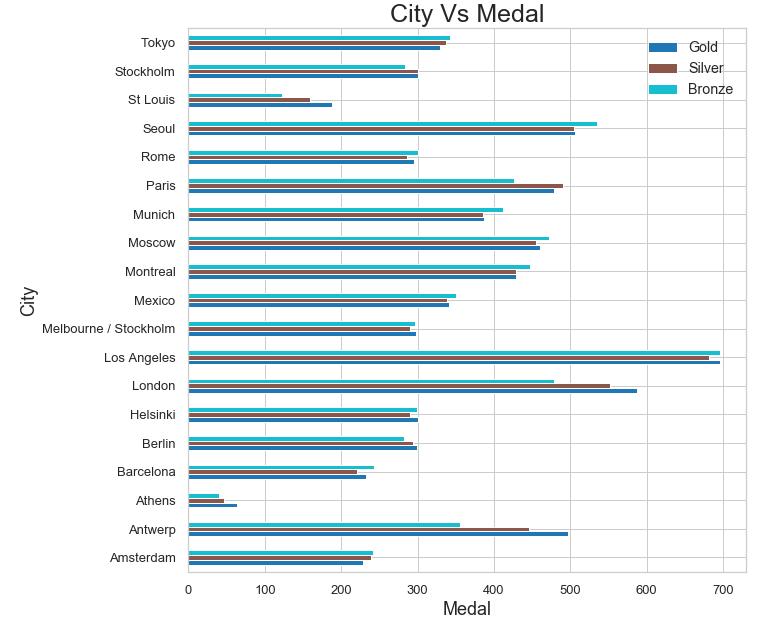 City Vs Medal
Gold
Silver
Bronze
Tokyo
Stockholm
St Louis
Seoul
Rome
Paris
Munich
Moscow
Montreal
Mexico
Melbourne / Stockholm
Los Angeles
London
Helsinki
Berlin
Barcelona
Athens
Antwerp
Amsterdam
City
0 100 200 300 400 500 600 700
Medal